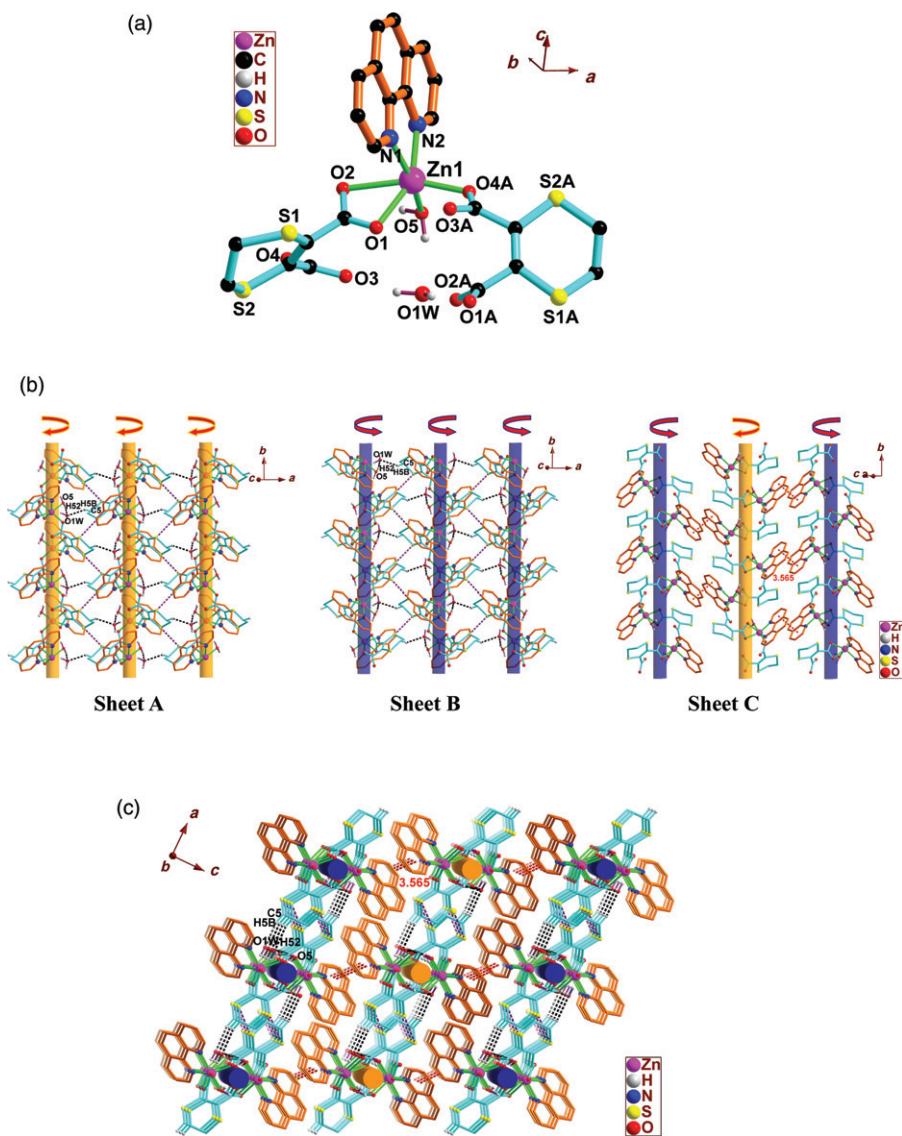 (a)
Zn
C
H
N
S
O
c
b
a
N1
N2
Zn1
O2
O4A
S2A
S1
O1
O5
O3A
O4
O3
S2
O2A
O1W
O1A
S1A
(b)
b
c
a
O5
H52
H5B
C5
O1W
Sheet A
b
c
a
O1W
C5
H52
H5B
O5
Sheet B
b
c a
3.565
Zn
H
N
S
O
Sheet C
(c)
a
b
c
3.565
C5
H5B
O1W
H52
O5
Zn
H
N
S
O